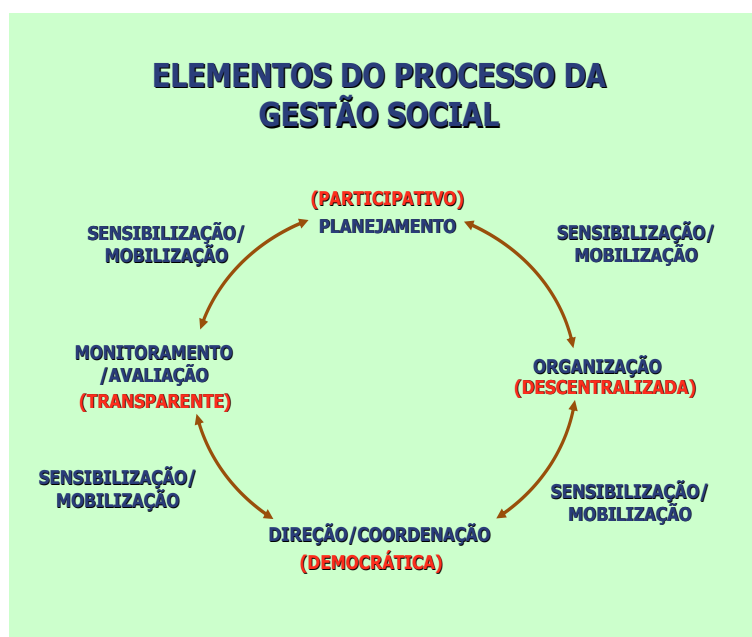 ELEMENTOS DO PROCESSO DA
GESTÃO SOCIAL
(PARTICIPATIVO)
PLANEJAMENTO
SENSIBILIZAÇÃO/
MOBILIZAÇÃO
SENSIBILIZAÇÃO/
MOBILIZAÇÃO
MONITORAMENTO
/AVALIAÇÃO
(TRANSPARENTE)
ORGANIZAÇÃO
(DESCENTRALIZADA)
SENSIBILIZAÇÃO/
MOBILIZAÇÃO
SENSIBILIZAÇÃO/
MOBILIZAÇÃO
DIREÇÃO/COORDENAÇÃO
(DEMOCRÁTICA)